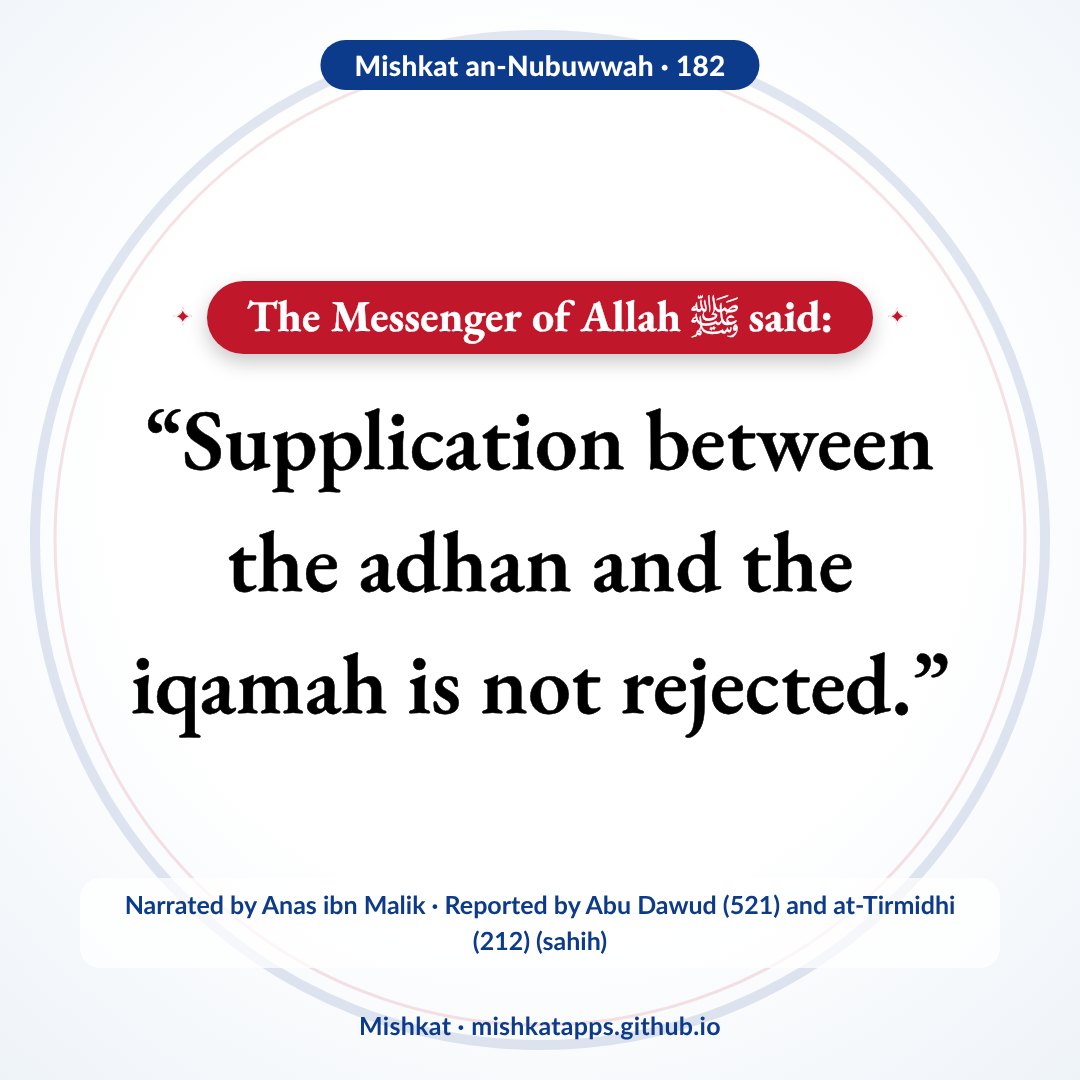 Mishkat an-Nubuwwah · 182
The Messenger of Allah ﷺ said:
“Supplication between
the adhan and the
iqamah is not rejected.”
Narrated by Anas ibn Malik · Reported by Abu Dawud (521) and at-Tirmidhi
(212) (sahih)
Mishkat · mishkatapps.github.io